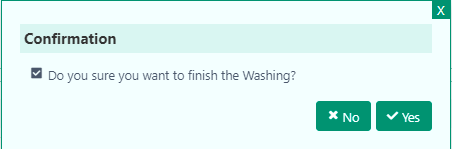 X
Confirmation
Do you sure you want to finish the Washing?
No Yes